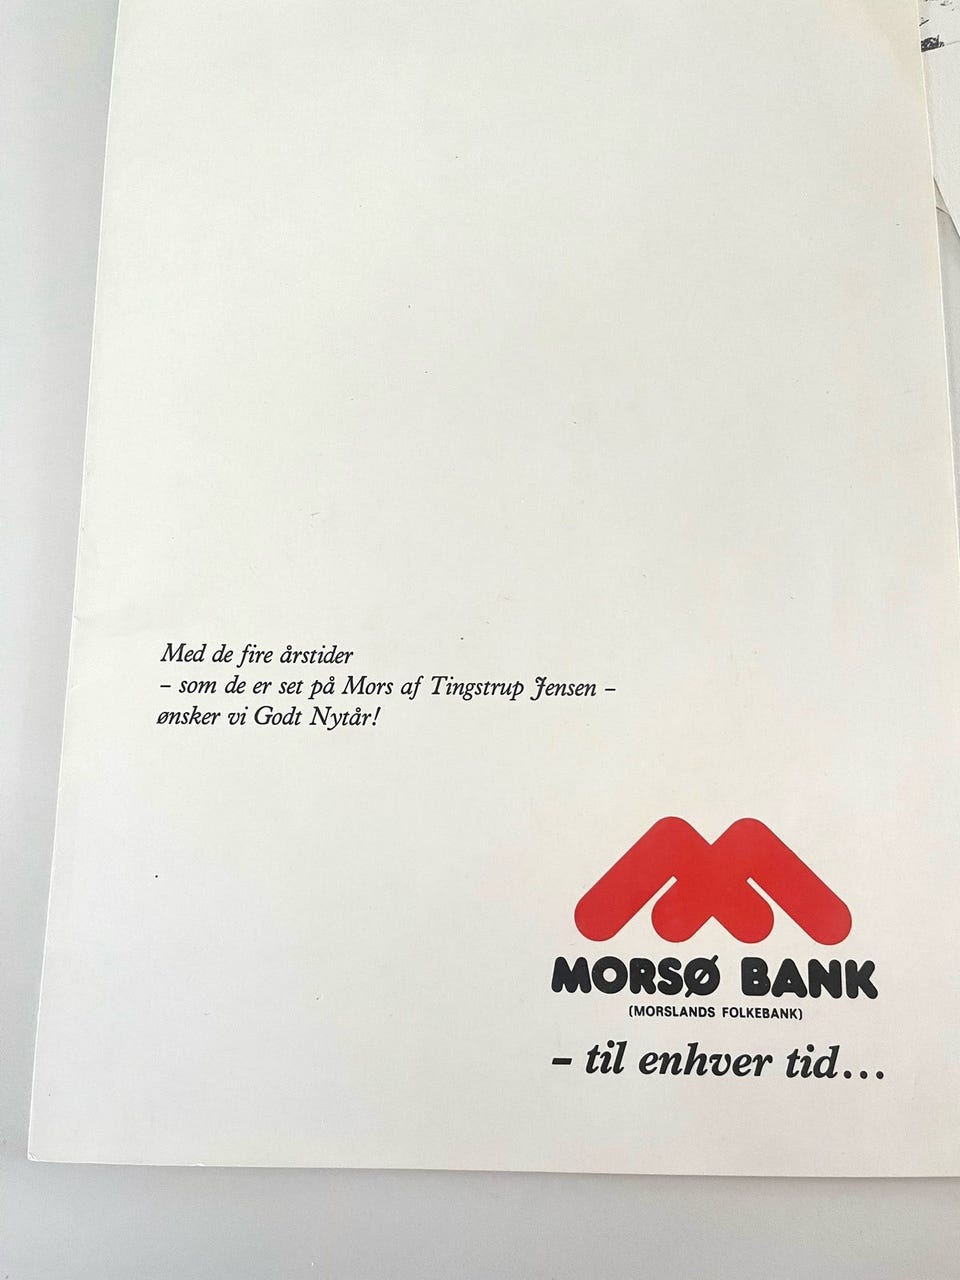 Med de fire årstider
– som de er set på Mors af Tingstrup Jensen –
ønsker vi Godt Nytår!
MORSØ BANK
(MORSLANDS FOLKEBANK)
– til enhver tid...